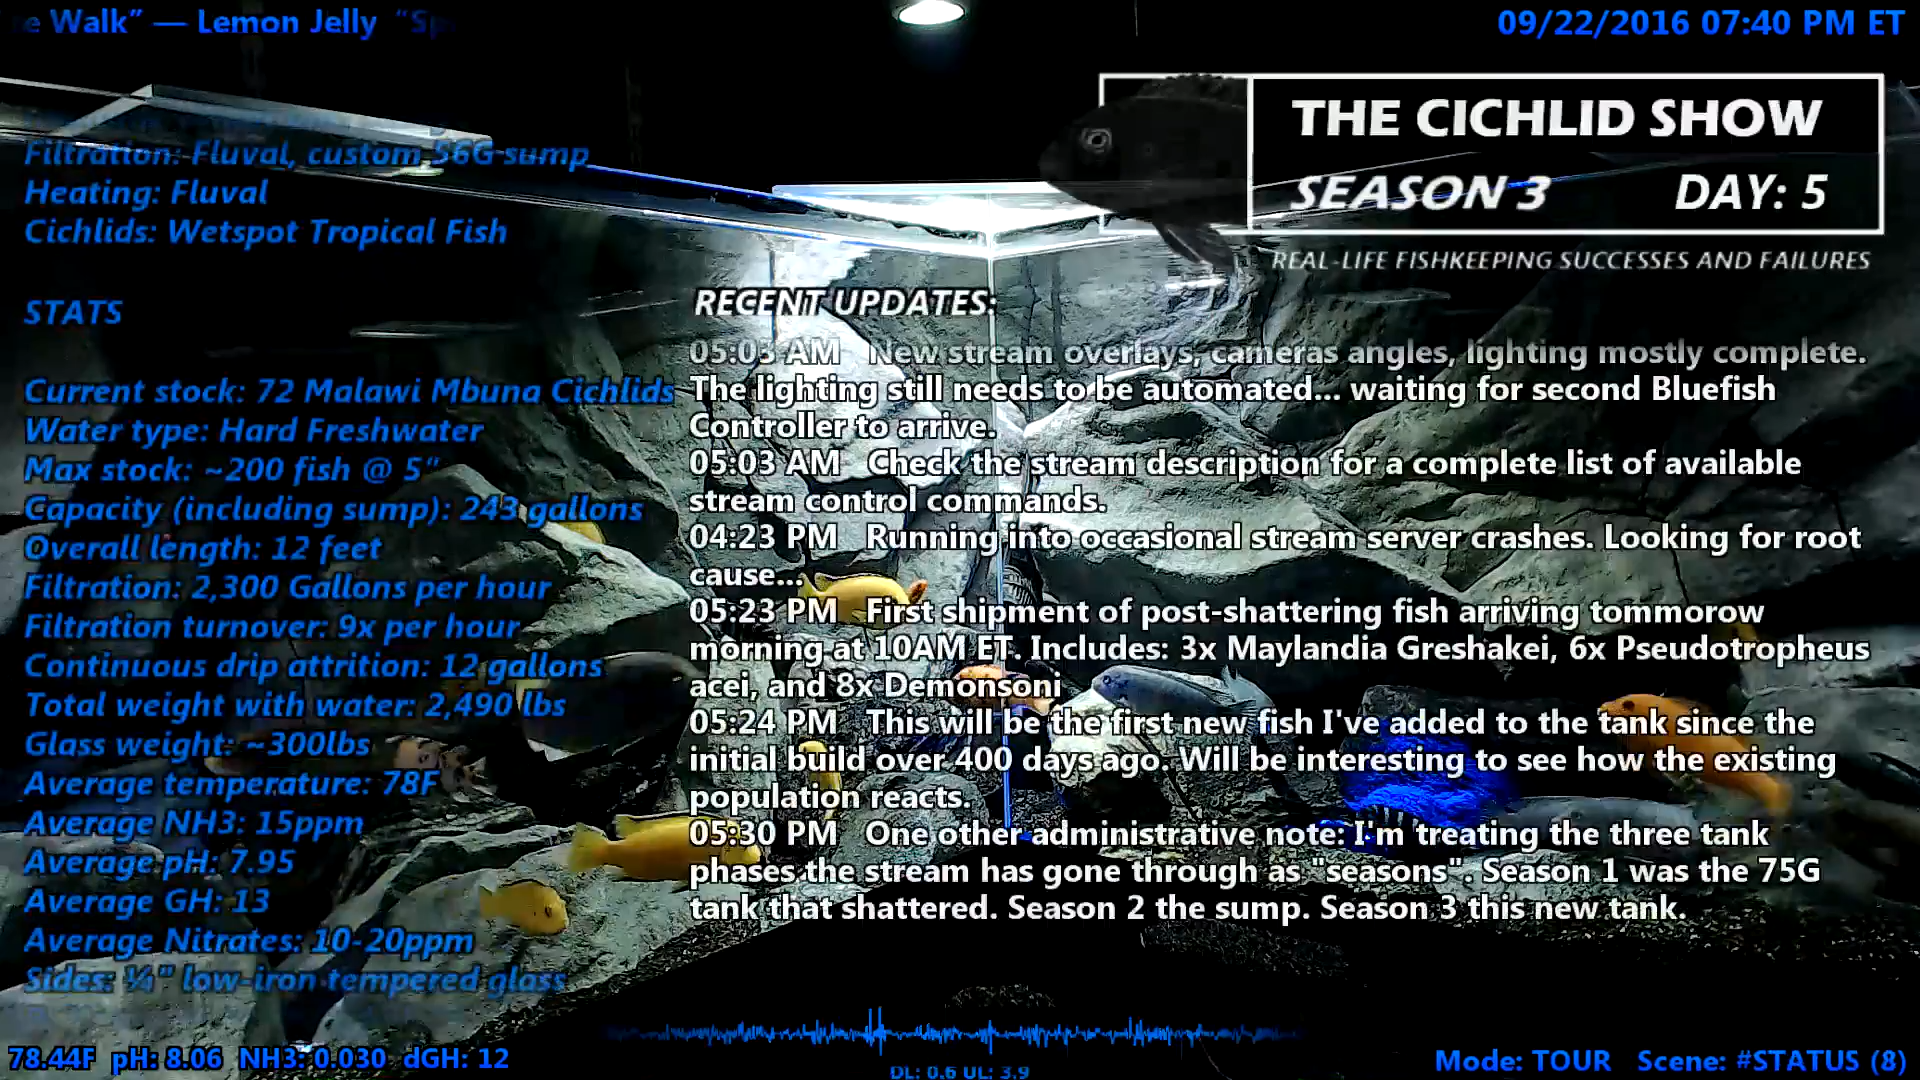 e Walk” — Lemon Jelly “Sp
09/22/2016 07:40 PM ET
THE CICHLID SHOW
SEASON 3 DAY: 5
REAL-LIFE FISHKEEPING SUCCESSES AND FAILURES
Filtration: Fluval, custom 56G sump
Heating: Fluval
Cichlids: Wetspot Tropical Fish
STATS
Current stock: 72 Malawi Mbuna Cichlids
Water type: Hard Freshwater
Max stock: ~200 fish @ 5"
Capacity (including sump): 243 gallons
Overall length: 12 feet
Filtration: 2,300 Gallons per hour
Filtration turnover: 9x per hour
Continuous drip attrition: 12 gallons
Total weight with water: 2,490 lbs
Glass weight: ~300lbs
Average temperature: 78F
Average NH3: 15ppm
Average pH: 7.95
Average GH: 13
Average Nitrates: 10-20ppm
Sides: ¾" low-iron tempered glass
RECENT UPDATES:
05:03 AM New stream overlays, cameras angles, lighting mostly complete.
The lighting still needs to be automated... waiting for second Bluefish
Controller to arrive.
05:03 AM Check the stream description for a complete list of available
stream control commands.
04:23 PM Running into occasional stream server crashes. Looking for root
cause...
05:23 PM First shipment of post-shattering fish arriving tommorow
morning at 10AM ET. Includes: 3x Maylandia Greshakei, 6x Pseudotropheus
acei, and 8x Demonsoni
05:24 PM This will be the first new fish I've added to the tank since the
initial build over 400 days ago. Will be interesting to see how the existing
population reacts.
05:30 PM One other administrative note: I'm treating the three tank
phases the stream has gone through as "seasons". Season 1 was the 75G
tank that shattered. Season 2 the sump. Season 3 this new tank.
78.44F pH: 8.06 NH3: 0.030 dGH: 12
DL: 0.6 UL: 3.9
Mode: TOUR Scene: #STATUS (8)